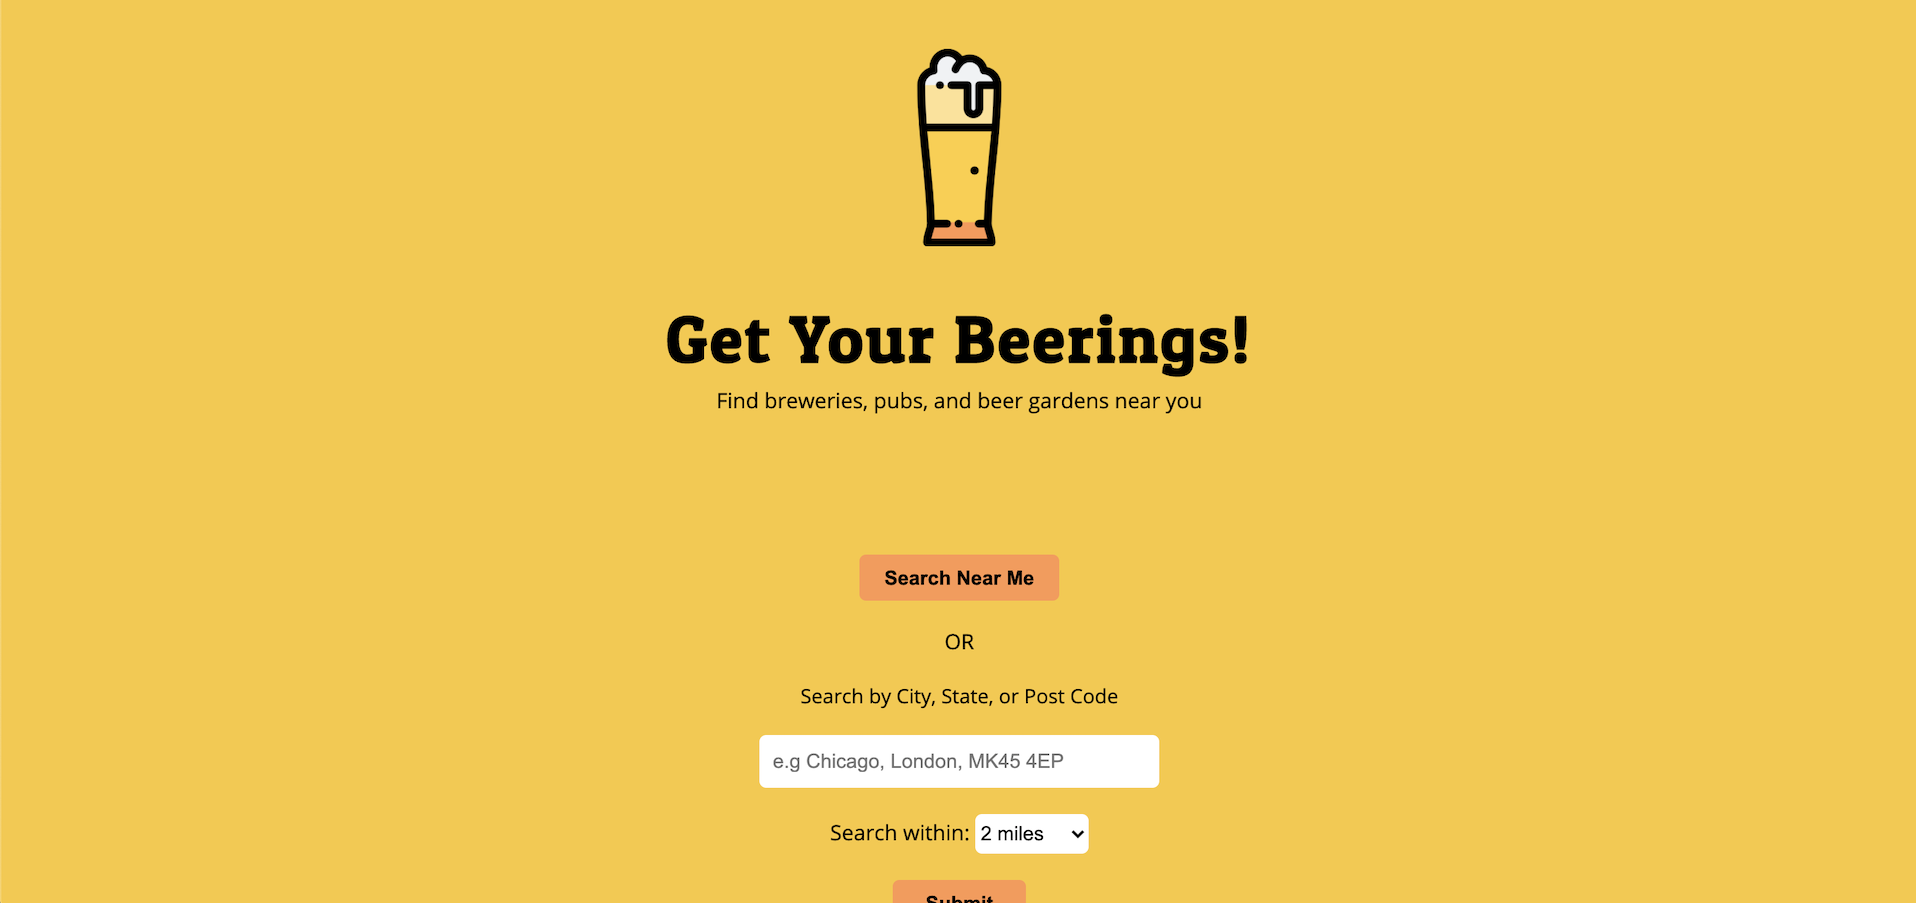 Get Your Beerings!
Find breweries, pubs, and beer gardens near you
Search Near Me
OR
Search by City, State, or Post Code
e.g Chicago, London, MK45 4EP
Search within: 2 miles
Submit